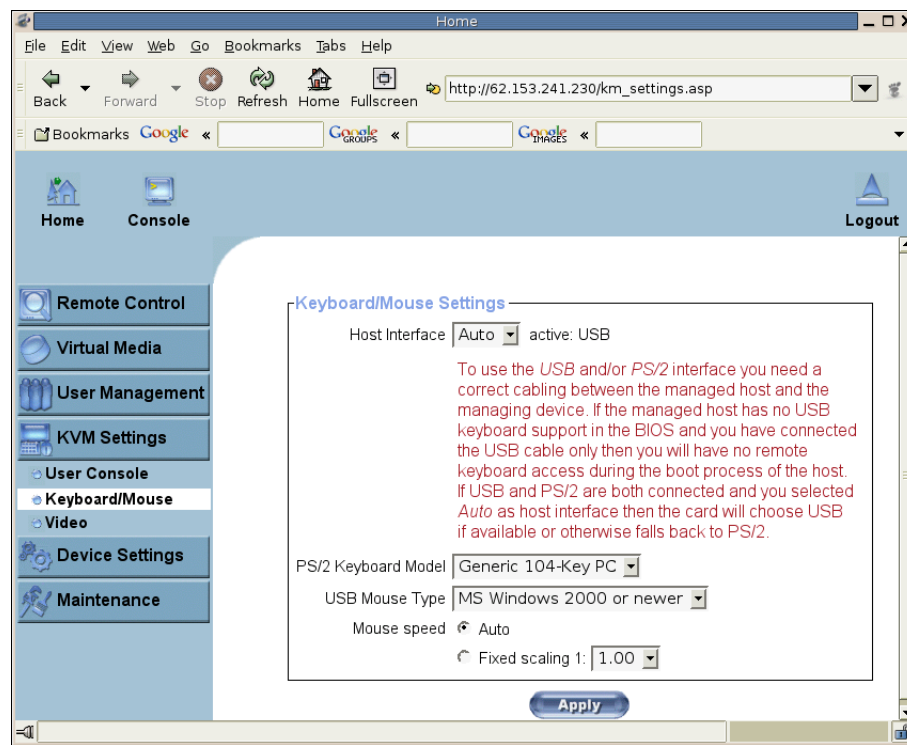 Home
File Edit View Web Go Bookmarks Tabs Help
Back Forward Stop Refresh Home Fullscreen http://62.153.241.230/km_settings.asp
Bookmarks Google « Google GROUPS « Google IMAGES «
Home Console Logout
Remote Control
Virtual Media
User Management
KVM Settings
User Console
Keyboard/Mouse
Video
Device Settings
Maintenance
Keyboard/Mouse Settings
Host Interface Auto active: USB
To use the USB and/or PS/2 interface you need a
correct cabling between the managed host and the
managing device. If the managed host has no USB
keyboard support in the BIOS and you have connected
the USB cable only then you will have no remote
keyboard access during the boot process of the host.
If USB and PS/2 are both connected and you selected
Auto as host interface then the card will choose USB
if available or otherwise falls back to PS/2.
PS/2 Keyboard Model Generic 104-Key PC
USB Mouse Type MS Windows 2000 or newer
Mouse speed Auto
Fixed scaling 1: 1.00
Apply